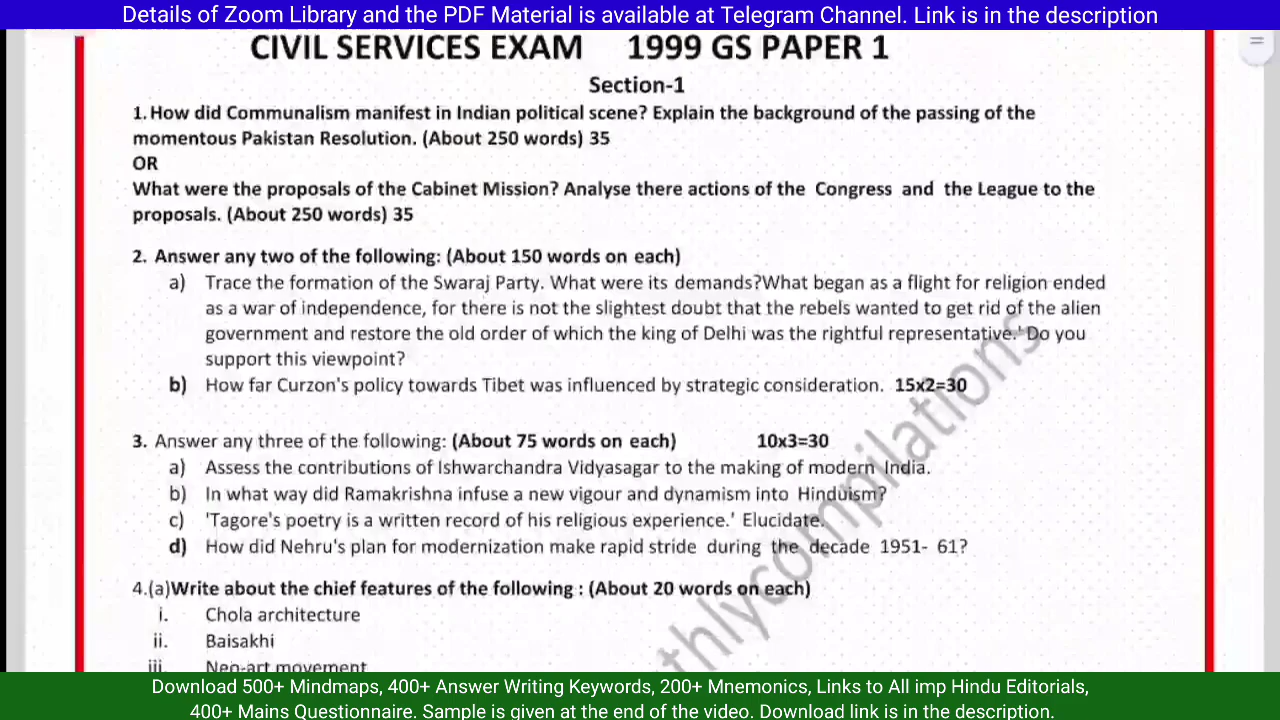 Details of Zoom Library and the PDF Material is available at Telegram Channel. Link is in the description
CIVIL SERVICES EXAM 1999 GS PAPER 1
Section-1
1. How did Communalism manifest in Indian political scene? Explain the background of the passing of the
momentous Pakistan Resolution. (About 250 words) 35
OR
What were the proposals of the Cabinet Mission? Analyse there actions of the Congress and the League to the
proposals. (About 250 words) 35
2. Answer any two of the following: (About 150 words on each)
a) Trace the formation of the Swaraj Party. What were its demands?What began as a flight for religion ended
as a war of independence, for there is not the slightest doubt that the rebels wanted to get rid of the alien
government and restore the old order of which the king of Delhi was the rightful representative.' Do you
support this viewpoint?
b) How far Curzon's policy towards Tibet was influenced by strategic consideration. 15x2=30
3. Answer any three of the following: (About 75 words on each) 10x3=30
a) Assess the contributions of Ishwarchandra Vidyasagar to the making of modern India.
b) In what way did Ramakrishna infuse a new vigour and dynamism into Hinduism?
c) 'Tagore's poetry is a written record of his religious experience.' Elucidate.
d) How did Nehru's plan for modernization make rapid stride during the decade 1951- 61?
4.(a)Write about the chief features of the following : (About 20 words on each)
i. Chola architecture
ii. Baisakhi
iii. Neo-art movement
thlycompilations
Download 500+ Mindmaps, 400+ Answer Writing Keywords, 200+ Mnemonics, Links to All imp Hindu Editorials,
400+ Mains Questionnaire. Sample is given at the end of the video. Download link is in the description.